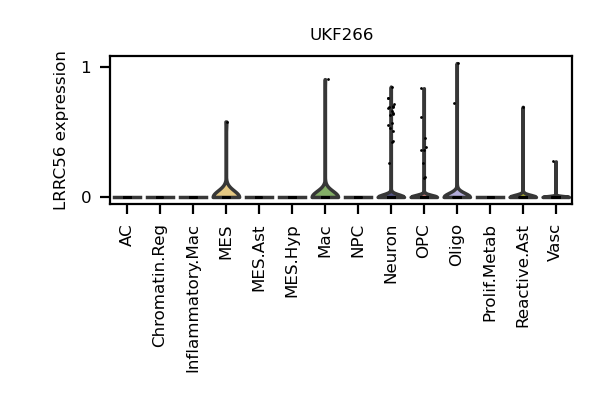 UKF266
LRRC56 expression
1
0
AC
Chromatin.Reg
Inflammatory.Mac
MES
MES.Ast
MES.Hyp
Mac
NPC
Neuron
OPC
Oligo
Prolif.Metab
Reactive.Ast
Vasc